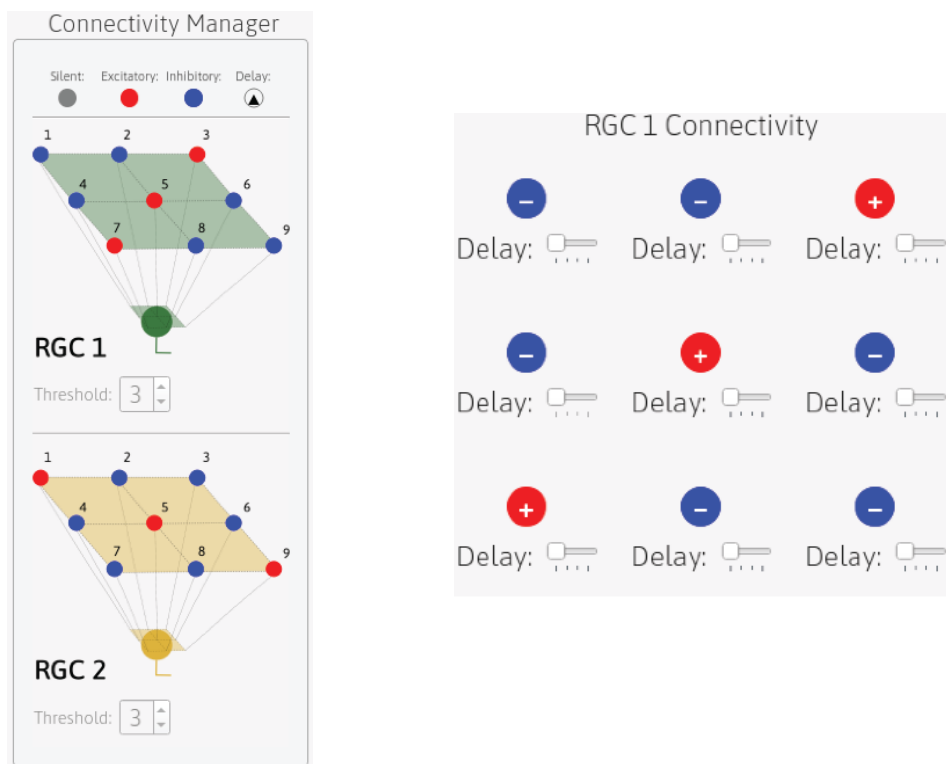 Connectivity Manager
Silent: Excitatory: Inhibitory: Delay:
1 2 3
4 5 6
7 8 9
RGC 1
Threshold: 3
1 2 3
4 5 6
7 8 9
RGC 2
Threshold: 3
RGC 1 Connectivity
− − +
Delay: Delay: Delay:
− + −
Delay: Delay: Delay:
+ − −
Delay: Delay: Delay: